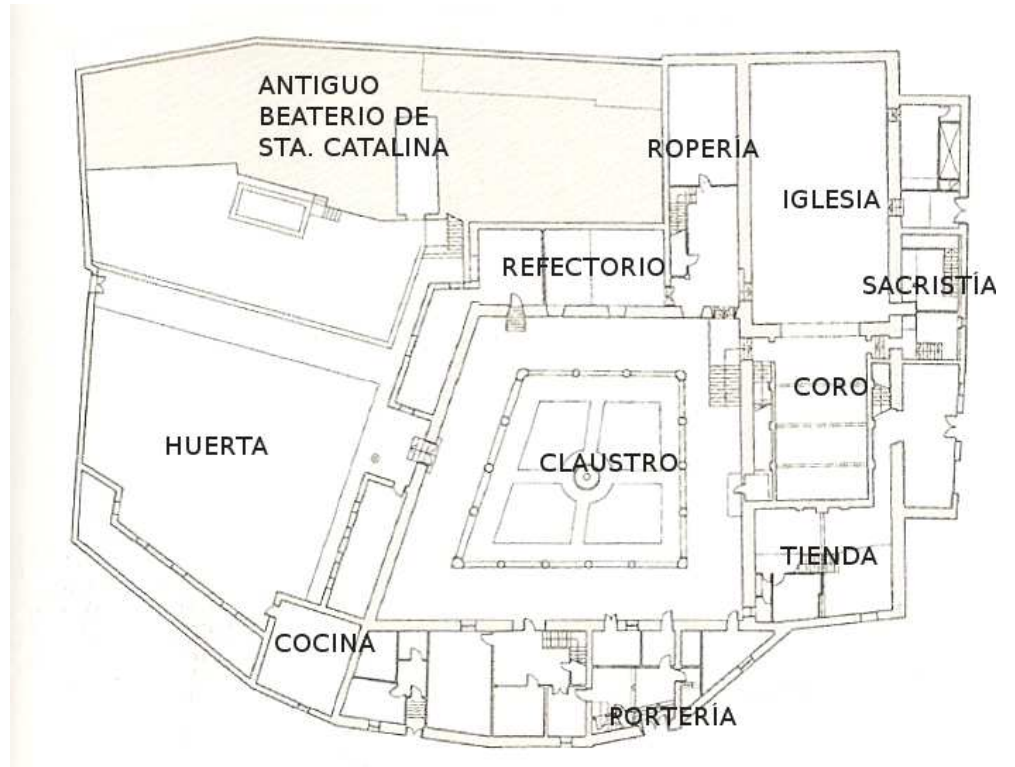 ANTIGUO
BEATERIO DE
STA. CATALINA
ROPERÍA
IGLESIA
REFECTORIO
SACRISTÍA
CORO
HUERTA
CLAUSTRO
TIENDA
COCINA
PORTERÍA